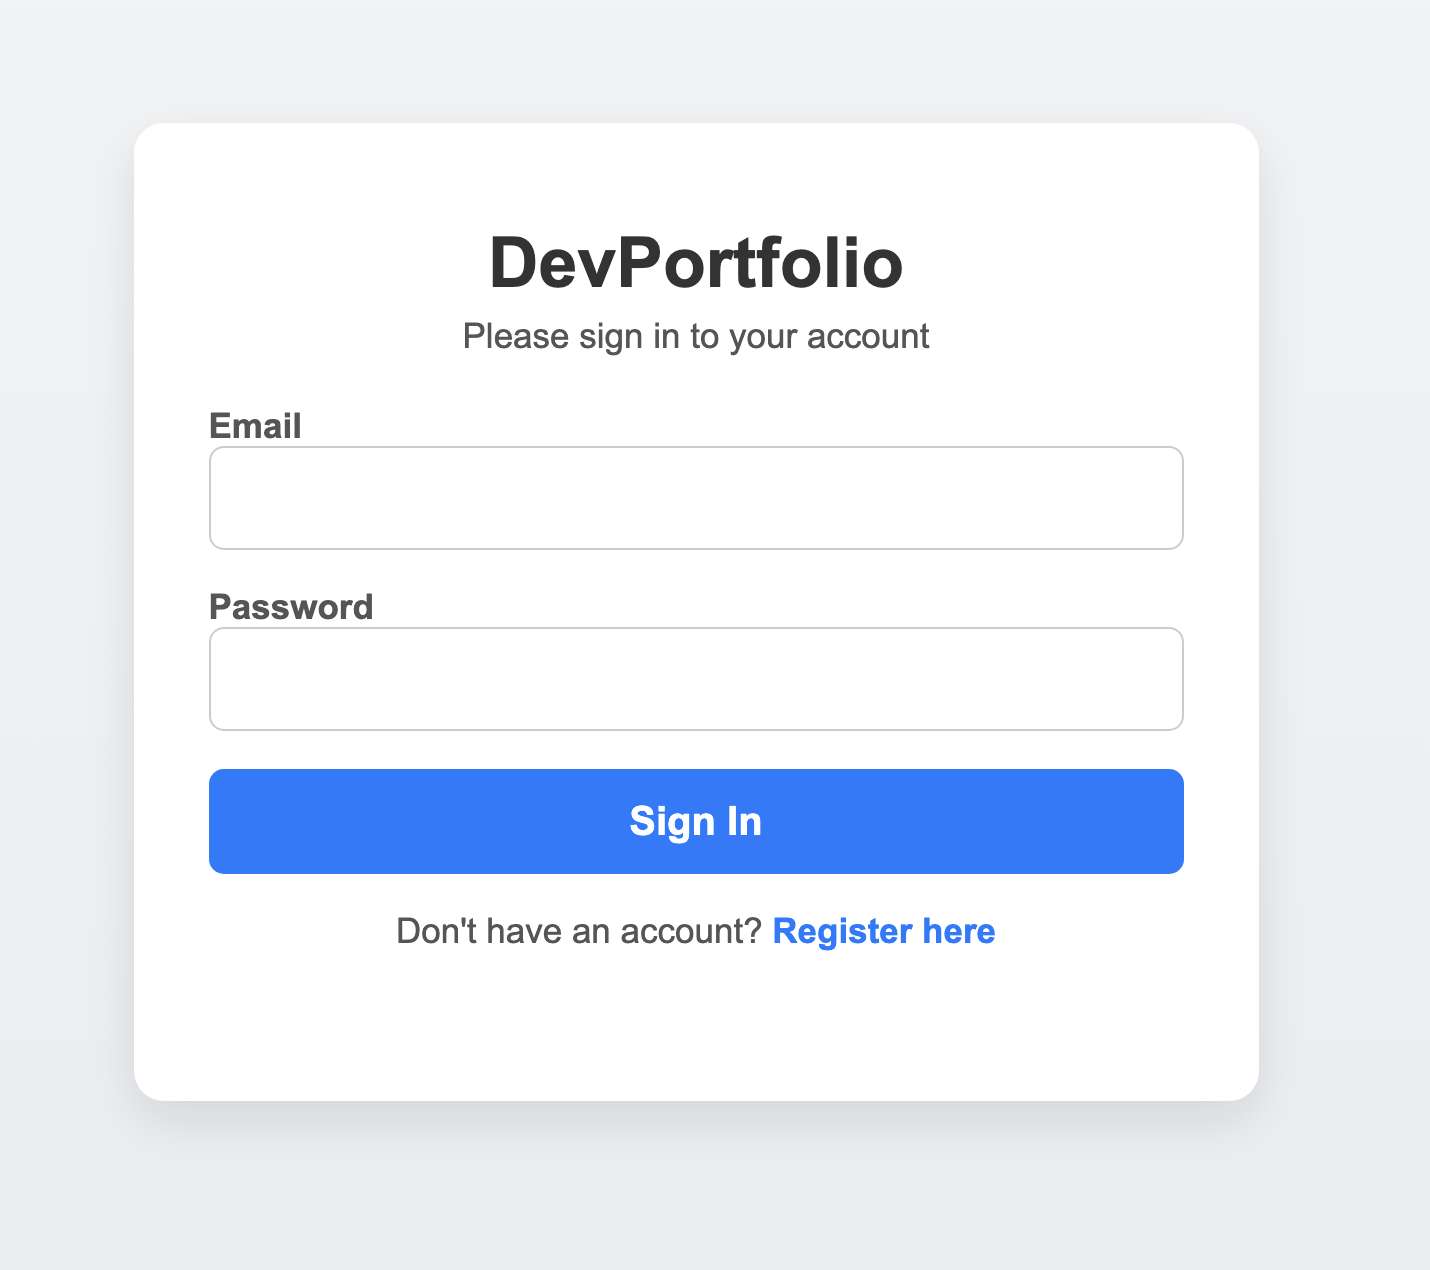 DevPortfolio
Please sign in to your account
Email
Password
Sign In
Don't have an account? Register here